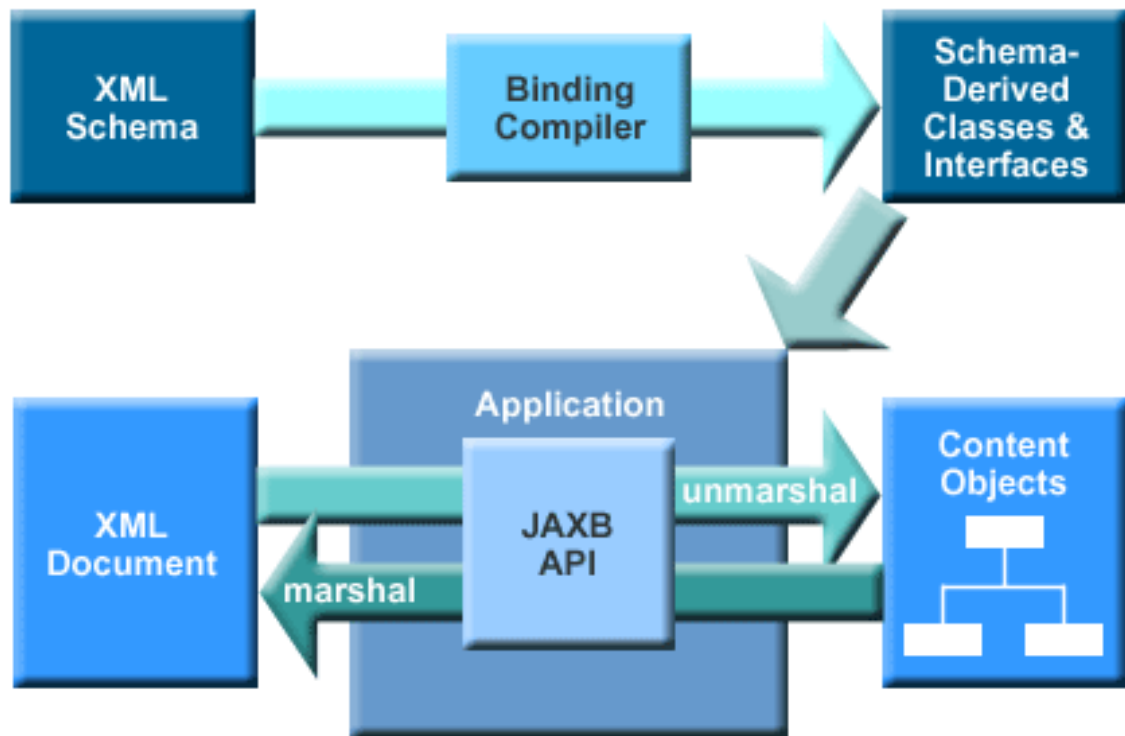 XML
Schema
Binding
Compiler
Schema-
Derived
Classes &
Interfaces
Application
XML
Document
JAXB
API
unmarshal
marshal
Content
Objects